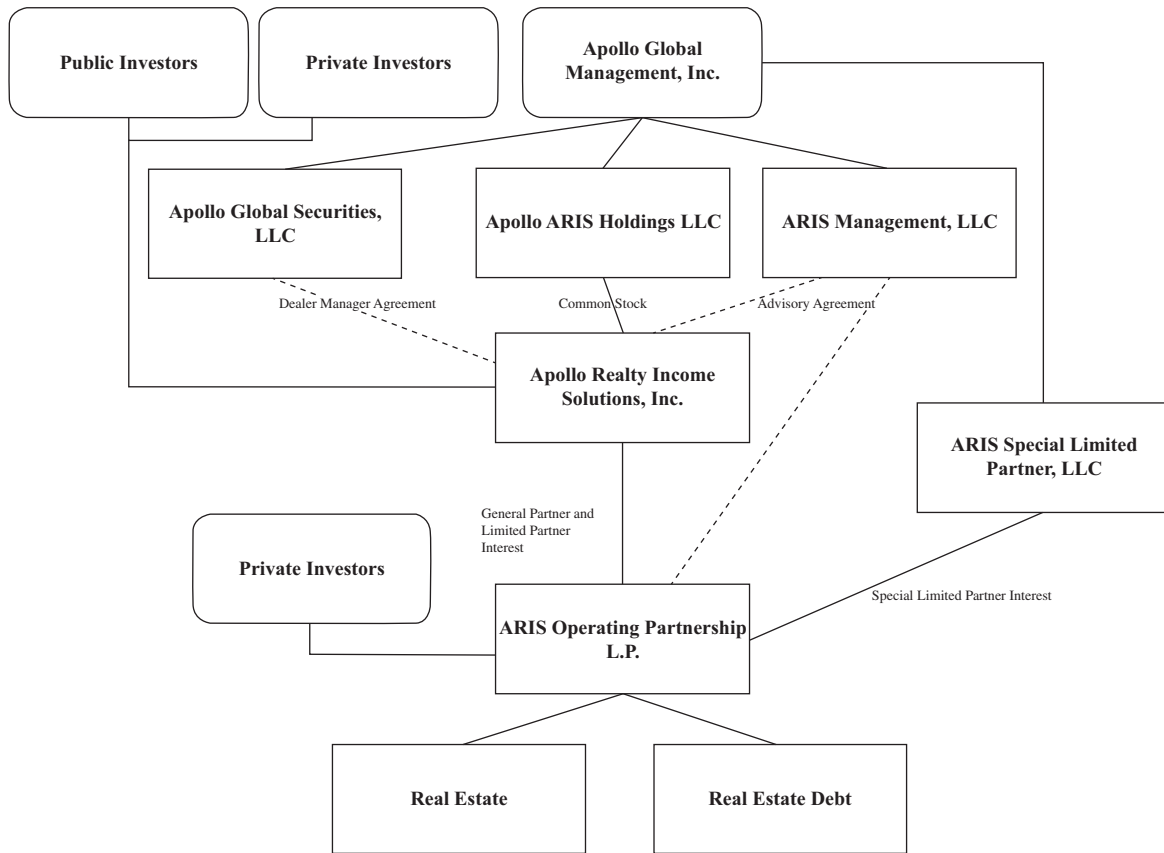 Public Investors
Private Investors
Apollo Global
Management, Inc.
Apollo Global Securities,
LLC
Apollo ARIS Holdings LLC
ARIS Management, LLC
Dealer Manager Agreement
Common Stock
Advisory Agreement
Apollo Realty Income
Solutions, Inc.
ARIS Special Limited
Partner, LLC
General Partner and
Limited Partner
Interest
Private Investors
Special Limited Partner Interest
ARIS Operating Partnership
L.P.
Real Estate
Real Estate Debt